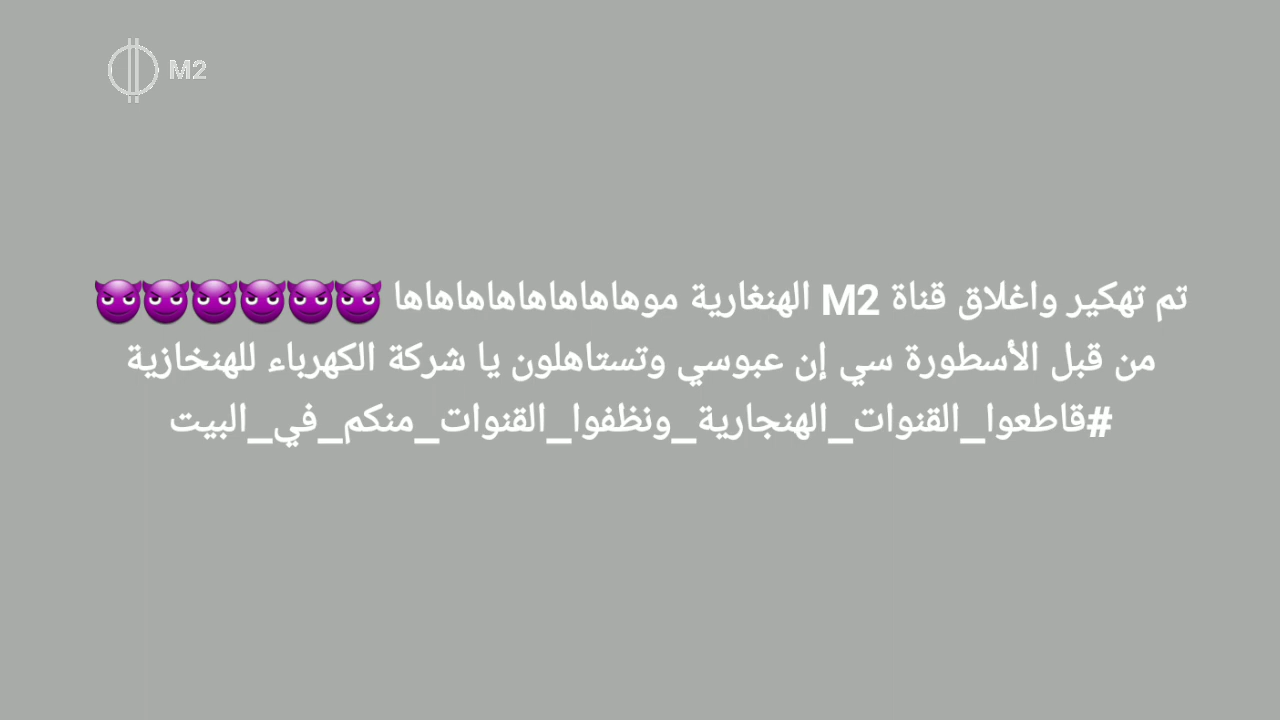 M2
تم تهكير واغلاق قناة M2 الهنغارية موهاهاهاهاهاهاهاها 😈😈😈😈😈😈
من قبل الأسطورة سي إن عبوسي وتستاهلون يا شركة الكهرباء للهنخازية
#قاطعوا_القنوات_الهنجارية_ونظفوا_القنوات_منكم_في_البيت